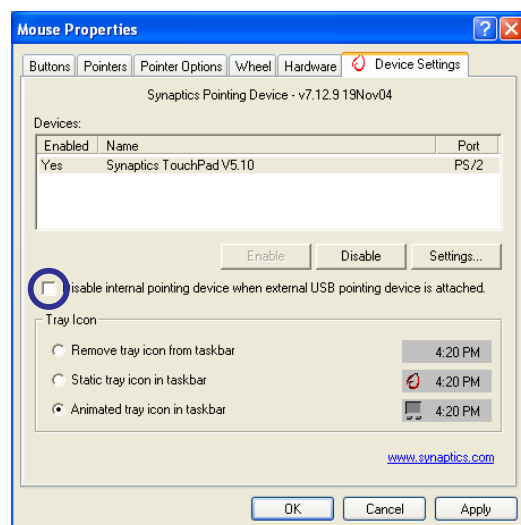 Mouse Properties
Buttons Pointers Pointer Options Wheel Hardware Device Settings
Synaptics Pointing Device - v7.12.9 19Nov04
Devices:
Enabled Name Port
Yes Synaptics TouchPad V5.10 PS/2
Enable Disable Settings...
isable internal pointing device when external USB pointing device is attached.
Tray Icon
Remove tray icon from taskbar 4:20 PM
Static tray icon in taskbar 4:20 PM
Animated tray icon in taskbar 4:20 PM
www.synaptics.com
OK Cancel Apply